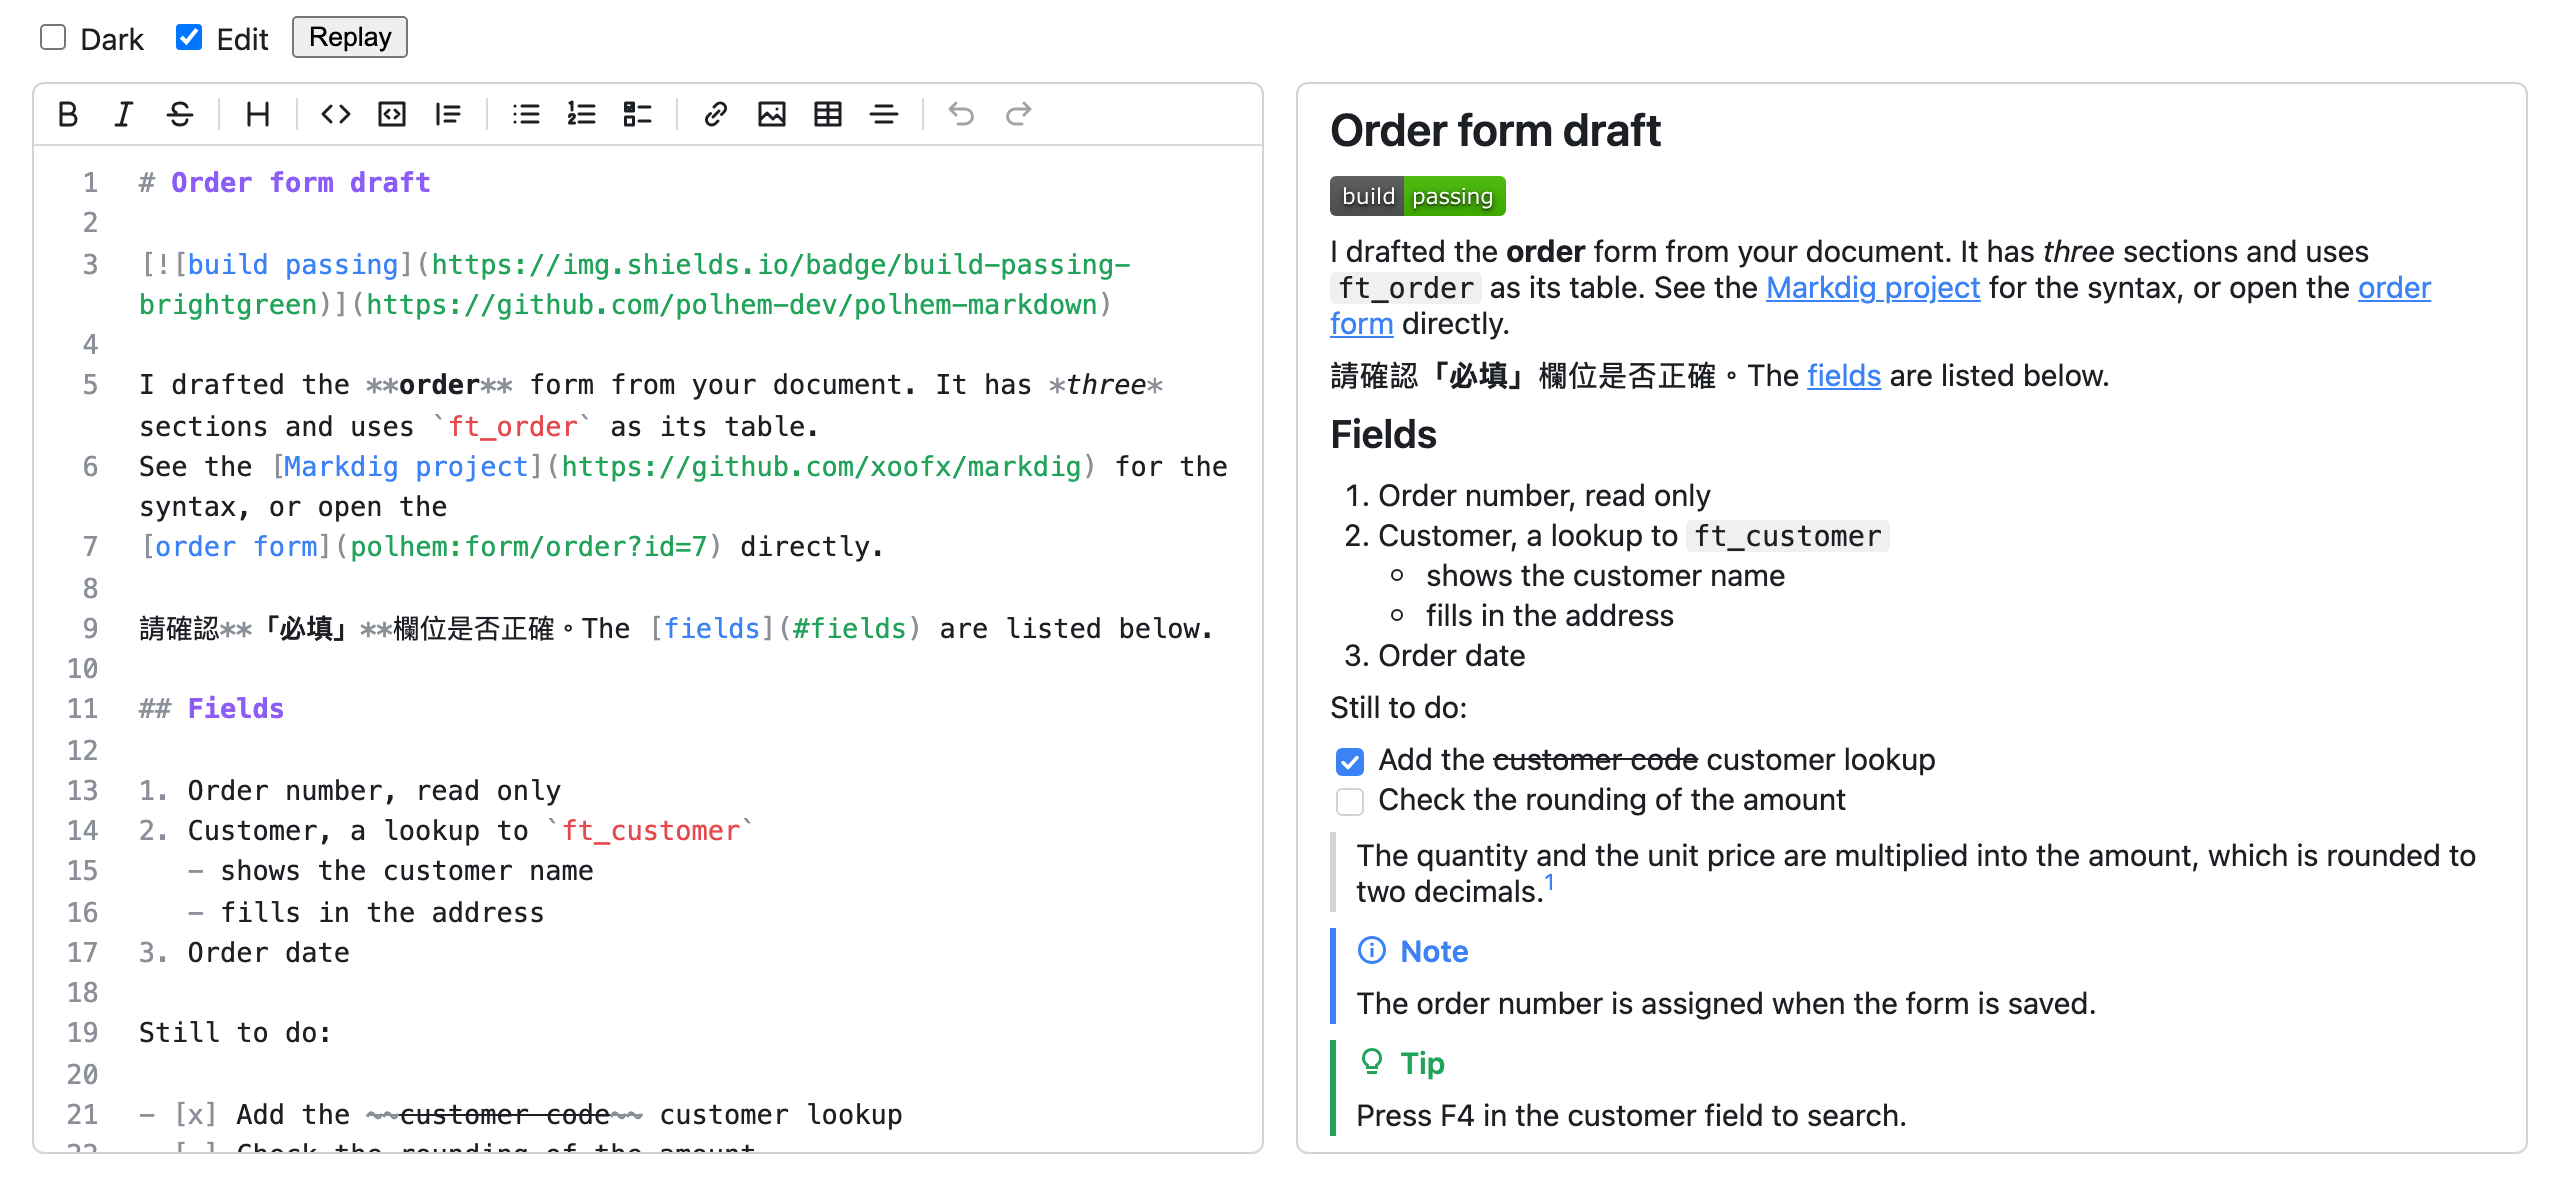 Dark Edit Replay
1 # Order form draft
2
3 [![build passing](https://img.shields.io/badge/build-passing-
brightgreen)](https://github.com/polhem-dev/polhem-markdown)
4
5 I drafted the **order** form from your document. It has *three*
sections and uses `ft_order` as its table.
6 See the [Markdig project](https://github.com/xoofx/markdig) for the
syntax, or open the
7 [order form](polhem:form/order?id=7) directly.
8
9 請確認**「必填」**欄位是否正確。The [fields](#fields) are listed below.
10
11 ## Fields
12
13 1. Order number, read only
14 2. Customer, a lookup to `ft_customer`
15 - shows the customer name
16 - fills in the address
17 3. Order date
18
19 Still to do:
20
21 - [x] Add the ~~customer code~~ customer lookup
22 - [ ] Check the rounding of the amount
Order form draft
build passing
I drafted the order form from your document. It has three sections and uses
ft_order as its table. See the Markdig project for the syntax, or open the order
form directly.
請確認「必填」欄位是否正確。The fields are listed below.
Fields
1. Order number, read only
2. Customer, a lookup to ft_customer
shows the customer name
fills in the address
3. Order date
Still to do:
Add the customer code customer lookup
Check the rounding of the amount
The quantity and the unit price are multiplied into the amount, which is rounded to
two decimals.1
Note
The order number is assigned when the form is saved.
Tip
Press F4 in the customer field to search.